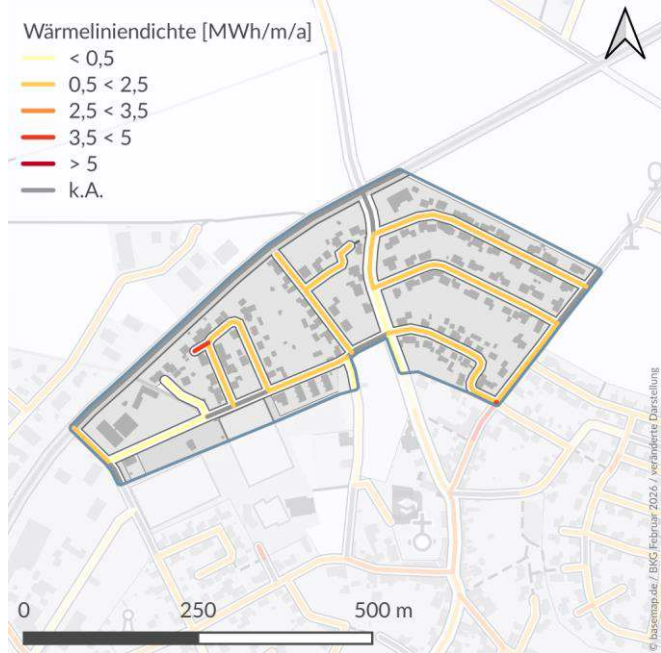 Wärmeliniendichte [MWh/m/a]
< 0,5
0,5 < 2,5
2,5 < 3,5
3,5 < 5
> 5
k.A.
© basemap.de / BKG Februar 2026 / veränderte Darstellung
0 250 500 m